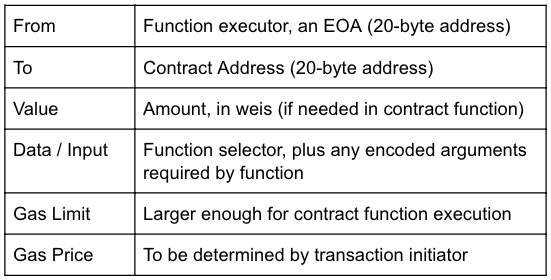 From Function executor, an EOA (20-byte address)
To Contract Address (20-byte address)
Value Amount, in weis (if needed in contract function)
Data / Input Function selector, plus any encoded arguments
required by function
Gas Limit Larger enough for contract function execution
Gas Price To be determined by transaction initiator